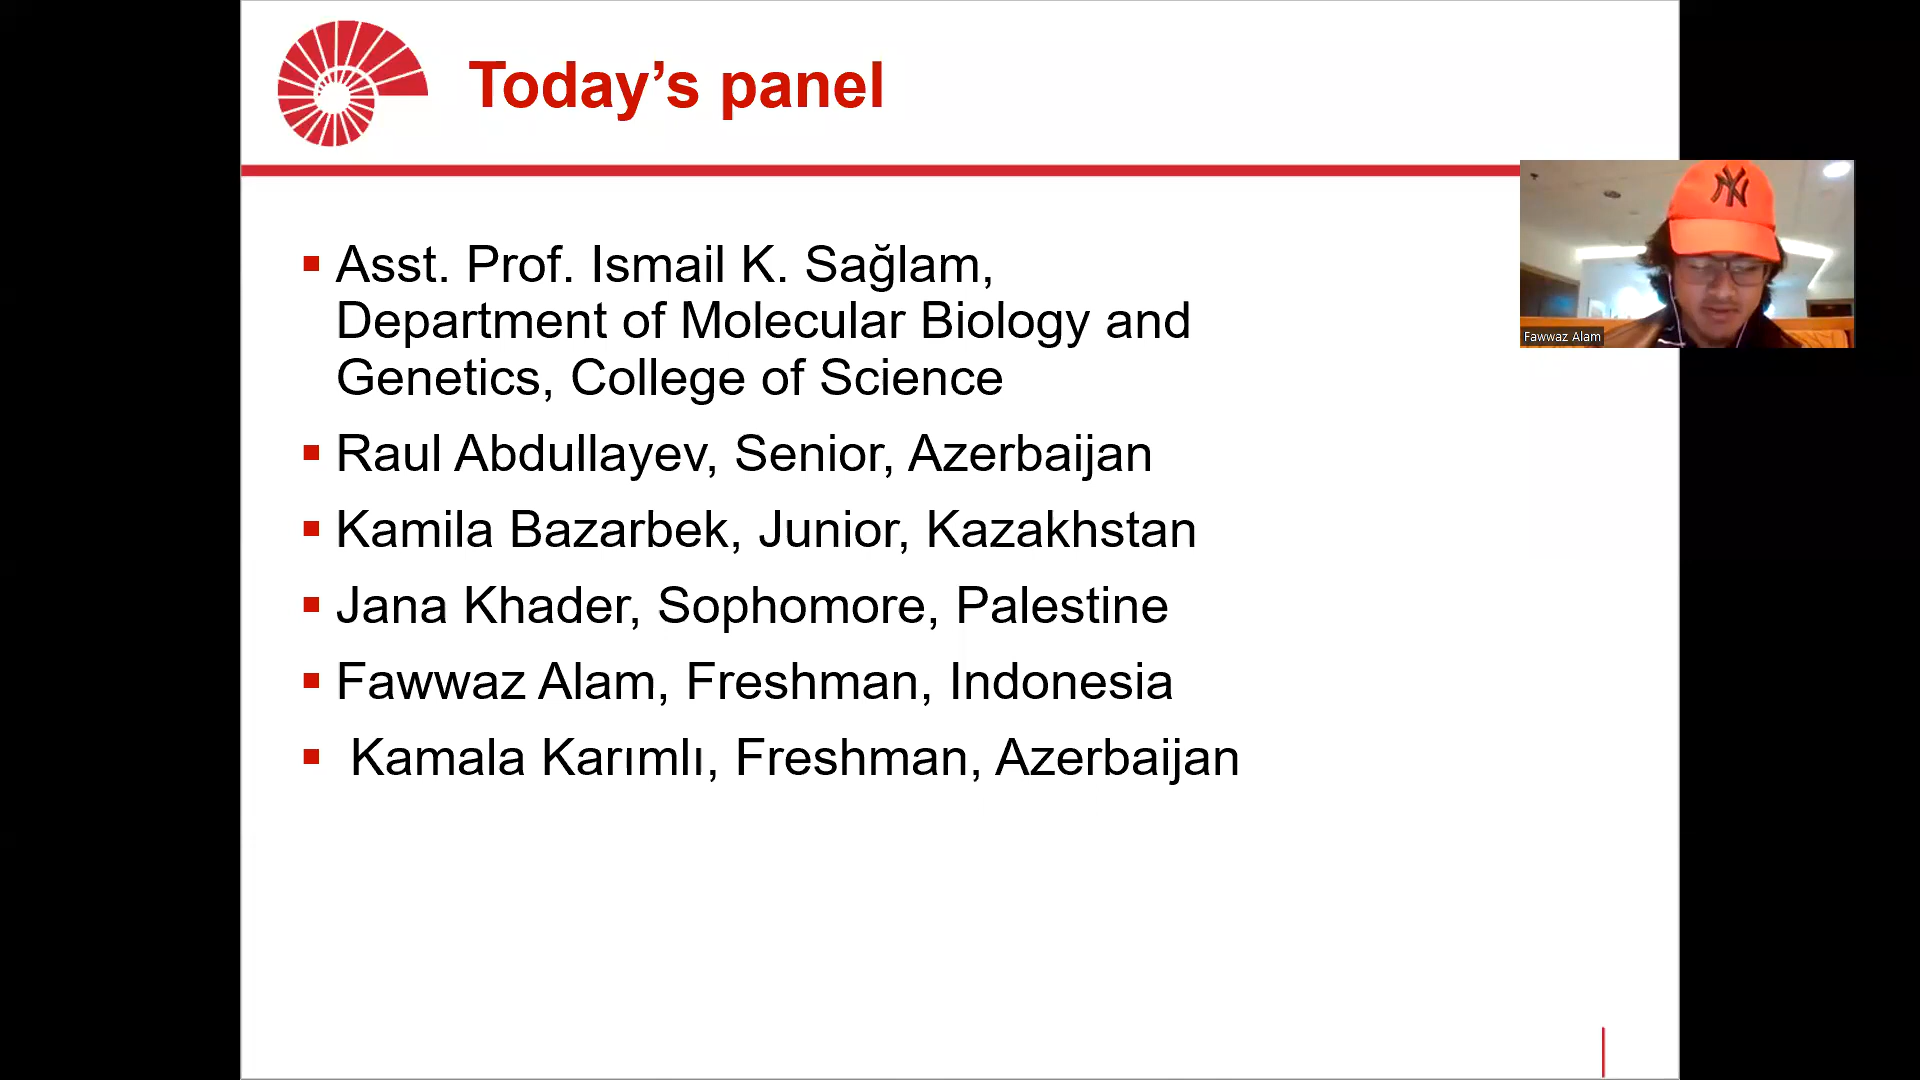 Today’s panel
Asst. Prof. Ismail K. Sağlam,
Department of Molecular Biology and
Genetics, College of Science
Raul Abdullayev, Senior, Azerbaijan
Kamila Bazarbek, Junior, Kazakhstan
Jana Khader, Sophomore, Palestine
Fawwaz Alam, Freshman, Indonesia
Kamala Karımlı, Freshman, Azerbaijan
NY
Fawwaz Alam